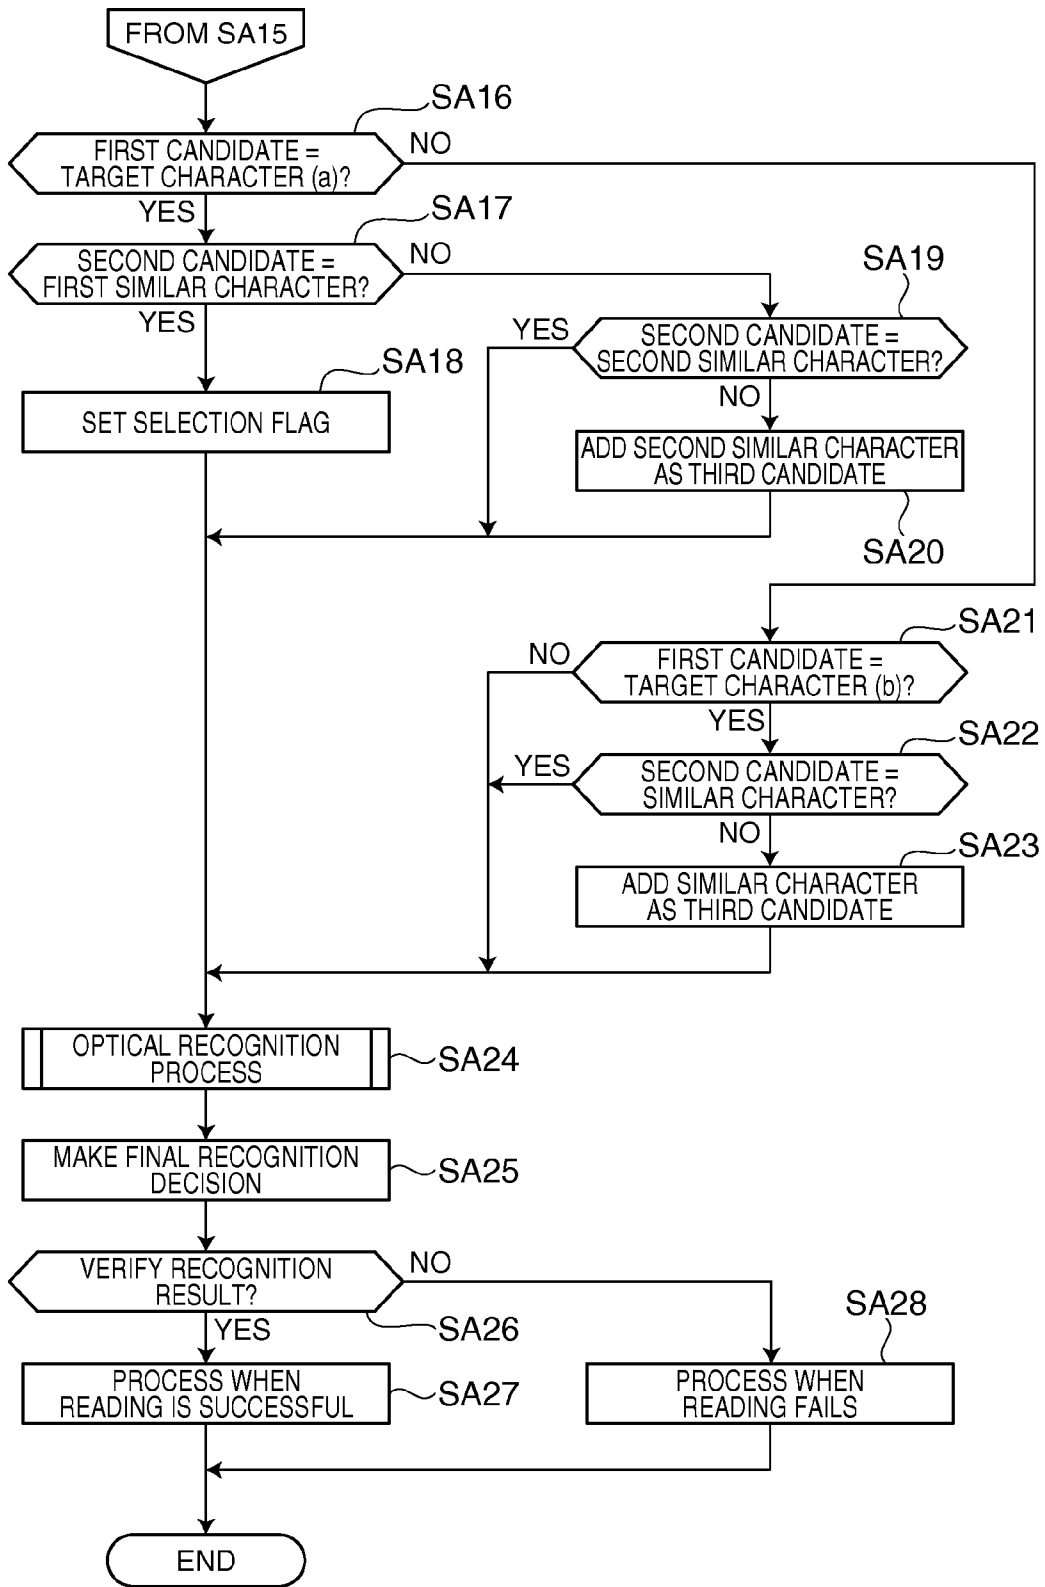 FROM SA15
SA16
FIRST CANDIDATE =
TARGET CHARACTER (a)?
NO
YES
SA17
SECOND CANDIDATE =
FIRST SIMILAR CHARACTER?
NO
YES
SA19
YES
SECOND CANDIDATE =
SECOND SIMILAR CHARACTER?
NO
SA18
SET SELECTION FLAG
ADD SECOND SIMILAR CHARACTER
AS THIRD CANDIDATE
SA20
SA21
NO
FIRST CANDIDATE =
TARGET CHARACTER (b)?
YES
SA22
YES
SECOND CANDIDATE =
SIMILAR CHARACTER?
NO
SA23
ADD SIMILAR CHARACTER
AS THIRD CANDIDATE
OPTICAL RECOGNITION
PROCESS
SA24
MAKE FINAL RECOGNITION
DECISION
SA25
VERIFY RECOGNITION
RESULT?
NO
YES
SA26
SA28
PROCESS WHEN
READING IS SUCCESSFUL
SA27
PROCESS WHEN
READING FAILS
END